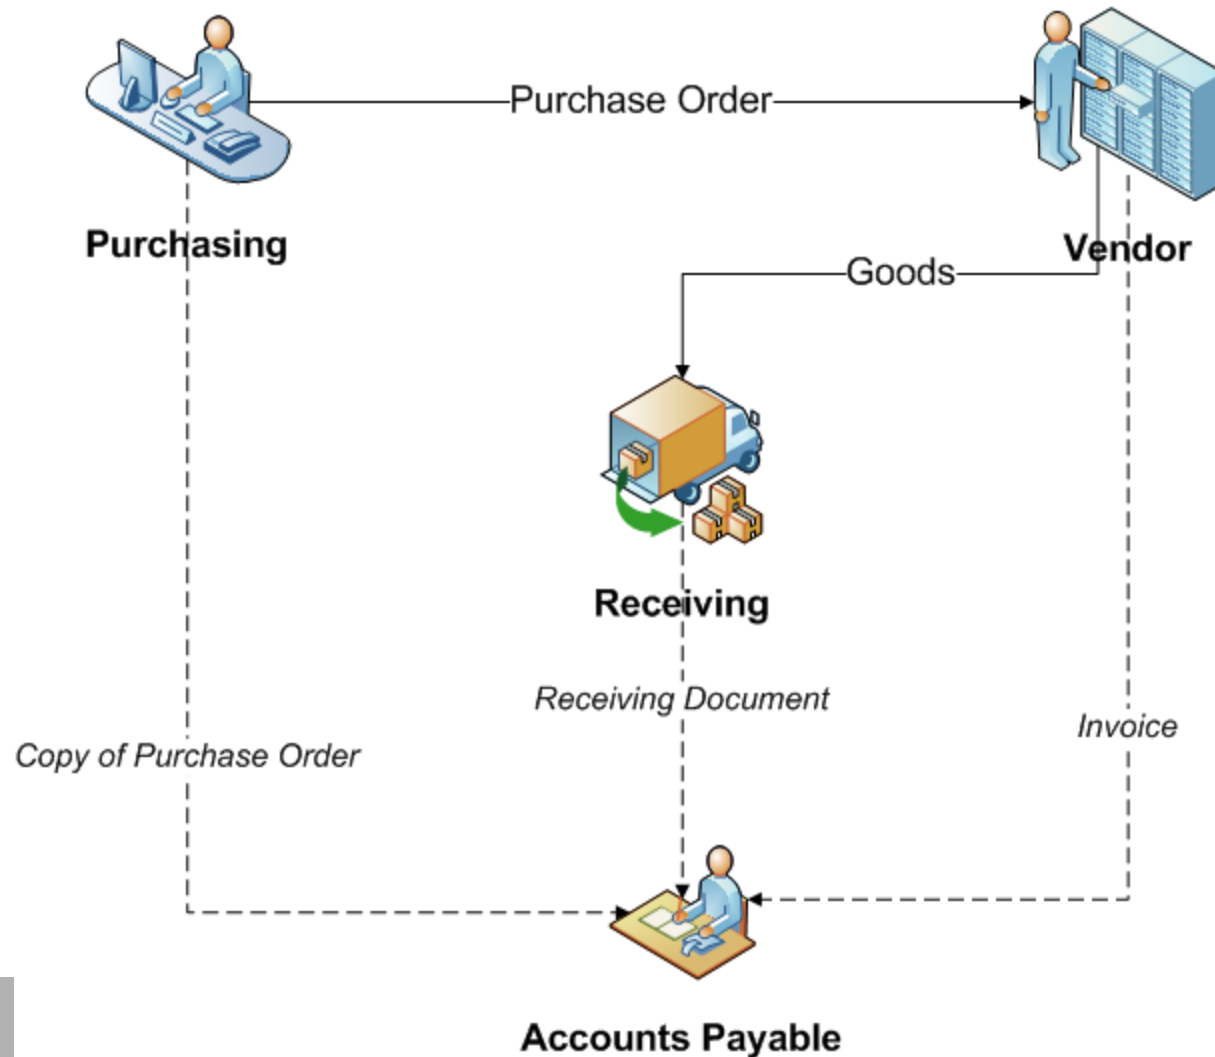 Purchase Order
Purchasing
Vendor
Goods
Receiving
Receiving Document
Invoice
Copy of Purchase Order
Accounts Payable